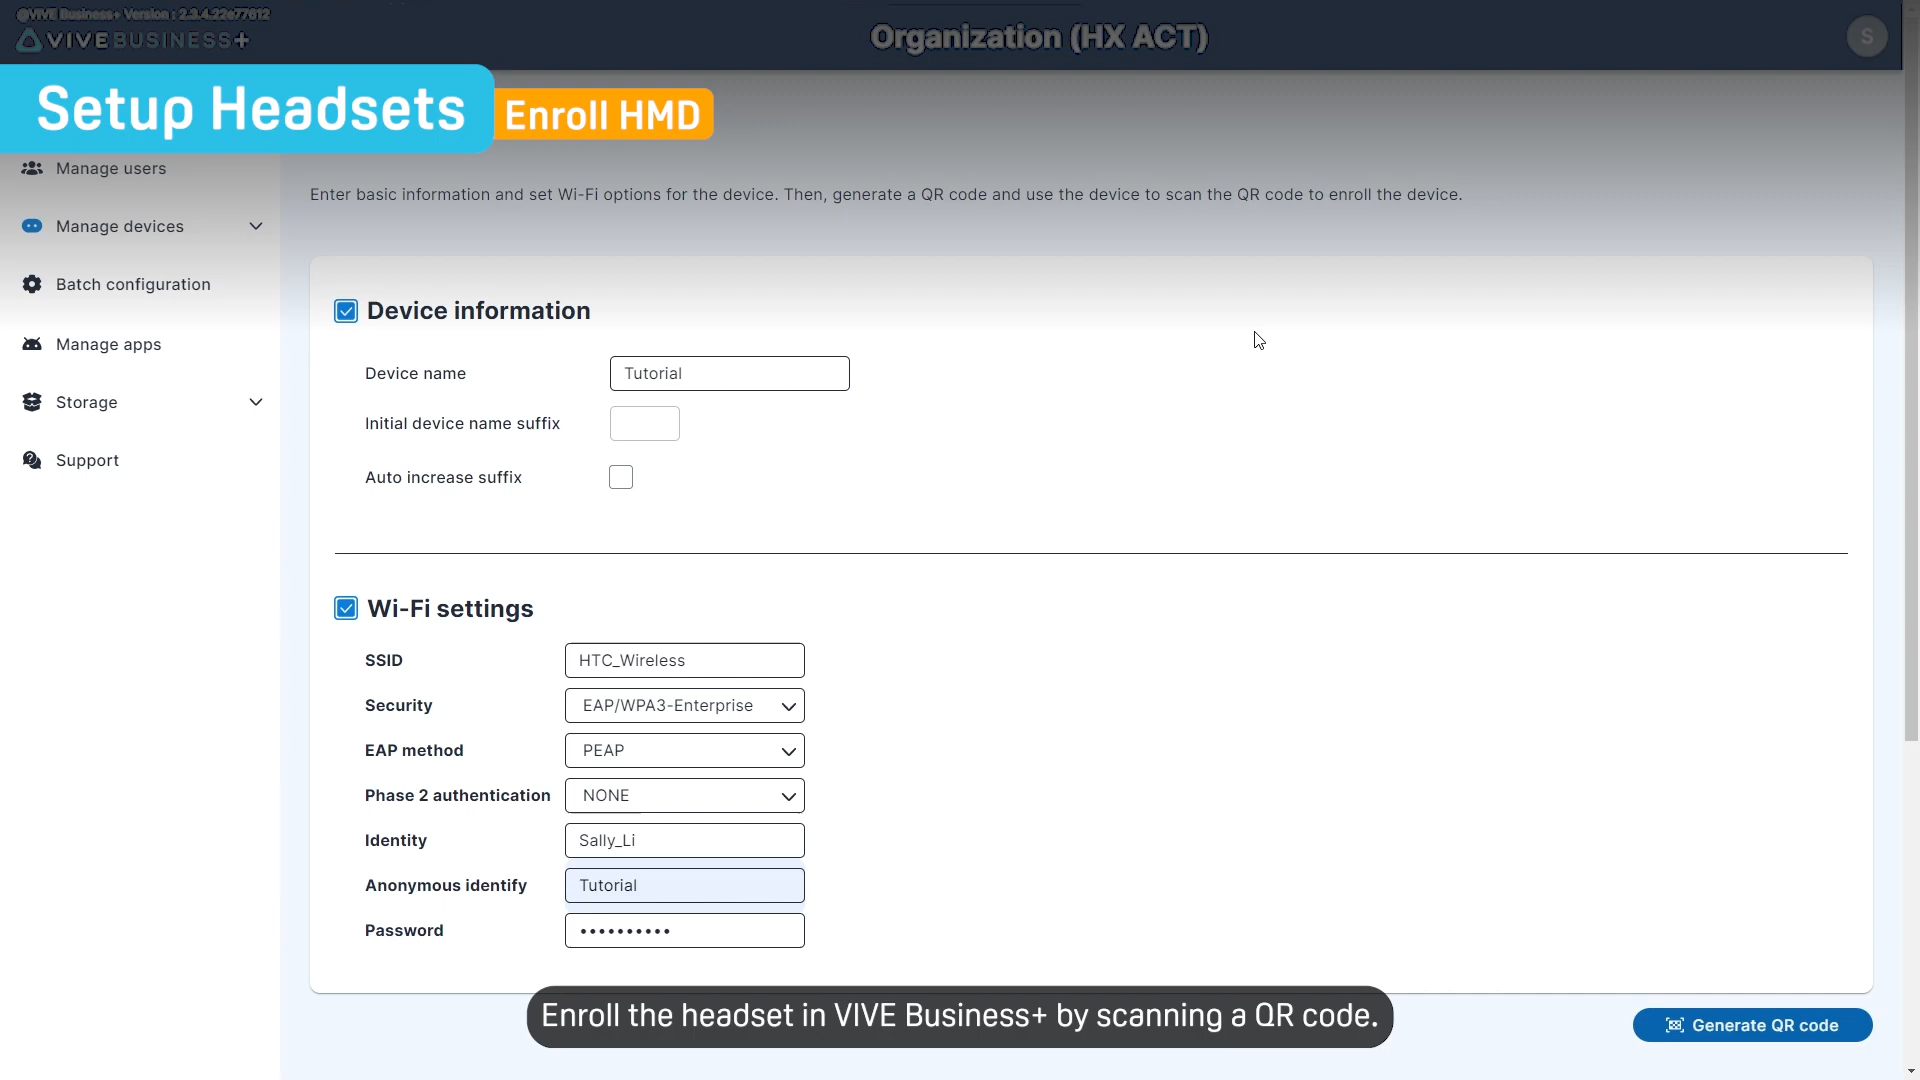 @VIVE Business+ Version : 2.3.4.22e77612
VIVE BUSINESS+
Organization (HX ACT)
S
Setup Headsets
Enroll HMD
Manage users
Manage devices
Batch configuration
Manage apps
Storage
Support
Enter basic information and set Wi-Fi options for the device. Then, generate a QR code and use the device to scan the QR code to enroll the device.
Device information
Device name
Tutorial
Initial device name suffix
Auto increase suffix
Wi-Fi settings
SSID
HTC_Wireless
Security
EAP/WPA3-Enterprise
EAP method
PEAP
Phase 2 authentication
NONE
Identity
Sally_Li
Anonymous identify
Tutorial
Password
••••••••••
Enroll the headset in VIVE Business+ by scanning a QR code.
Generate QR code